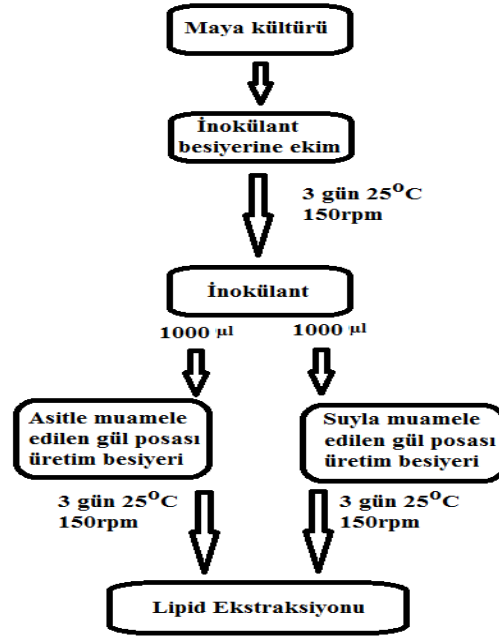 Maya kültürü
İnokülant
besiyerine ekim
3 gün 25°C
150rpm
İnokülant
1000 µl
1000 µl
Asitle muamele
edilen gül posası
üretim besiyeri
Suyla muamele
edilen gül posası
üretim besiyeri
3 gün 25°C
150rpm
3 gün 25°C
150rpm
Lipid Ekstraksiyonu